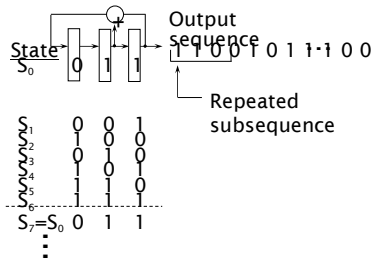 +
Output
sequence
State
1 1 0 0 1 0 1 1 1 ... 1 0 0
S0 0 1 1
Repeated
subsequence
S1 0 0 1
S2 1 0 0
S3 0 1 0
S4 1 0 1
S5 1 1 0
S6 1 1 1
S7=S0 0 1 1